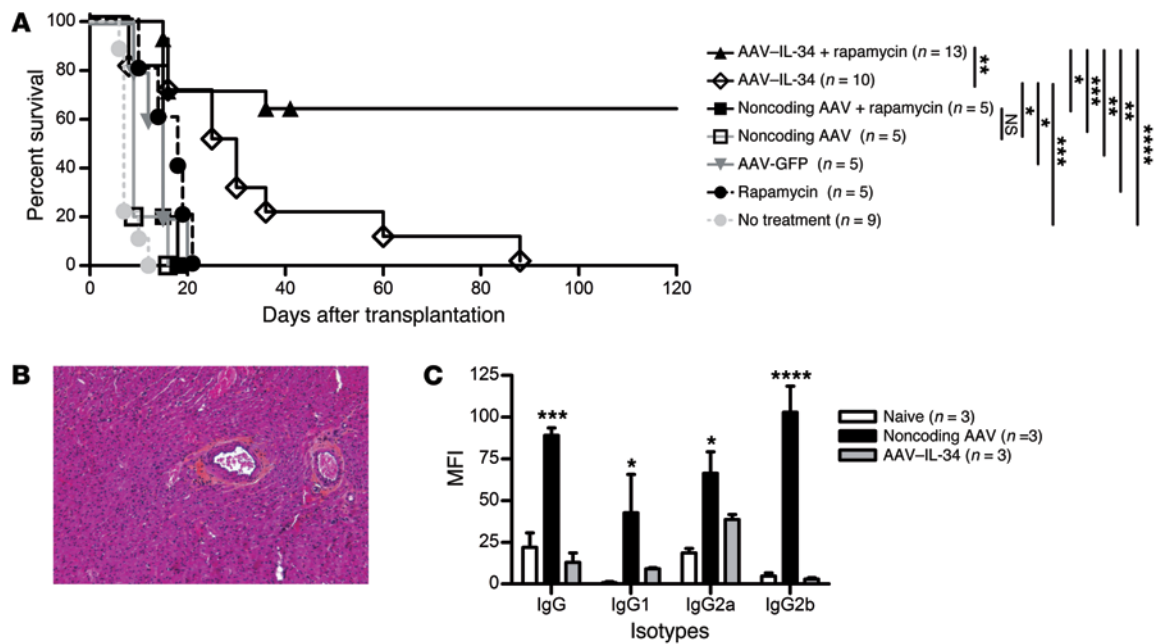 A
100
80
60
40
20
0
Percent survival
0 20 40 60 80 100 120
Days after transplantation
AAV–IL-34 + rapamycin (n = 13)
AAV–IL-34 (n = 10)
Noncoding AAV + rapamycin (n = 5)
Noncoding AAV (n = 5)
AAV-GFP (n = 5)
Rapamycin (n = 5)
No treatment (n = 9)
**
NS
*
*
***
*
***
**
**
****
B
C
125
100
75
50
25
0
MFI
***
*
*
****
IgG IgG1 IgG2a IgG2b
Isotypes
Naive (n = 3)
Noncoding AAV (n =3)
AAV–IL-34 (n = 3)